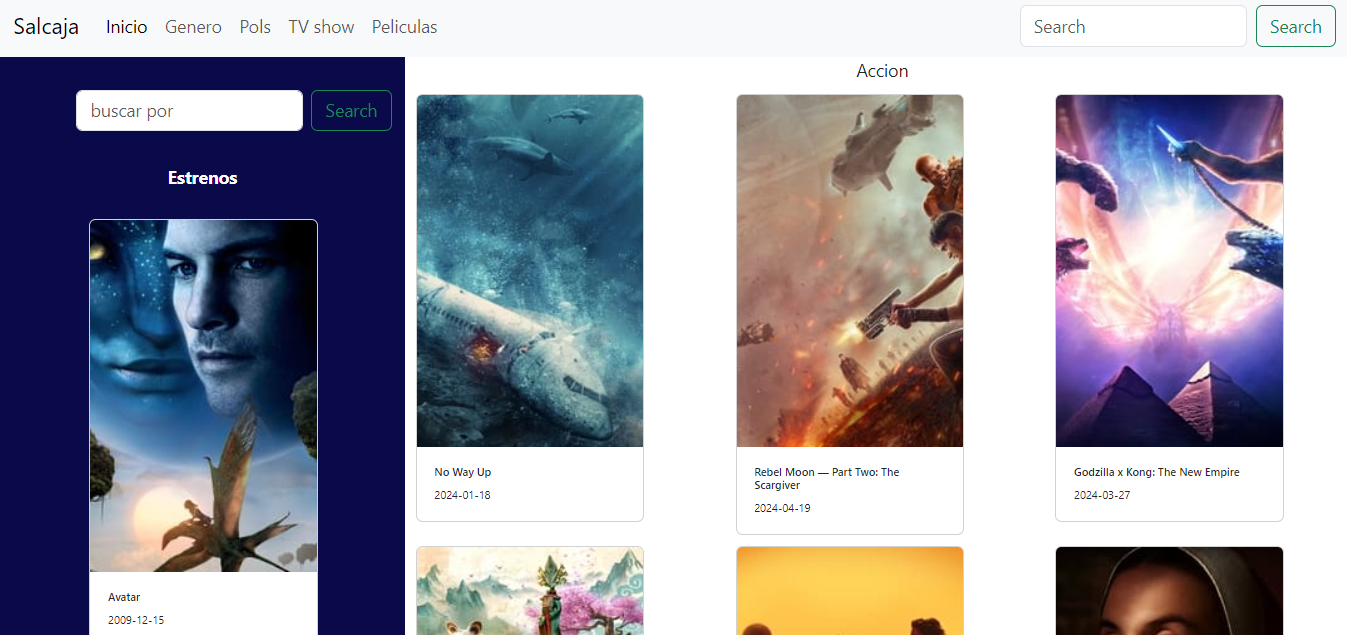 Salcaja Inicio Genero Pols TV show Peliculas Search Search
buscar por Search
Estrenos
Avatar
2009-12-15
Accion
No Way Up
2024-01-18
Rebel Moon — Part Two: The
Scargiver
2024-04-19
Godzilla x Kong: The New Empire
2024-03-27